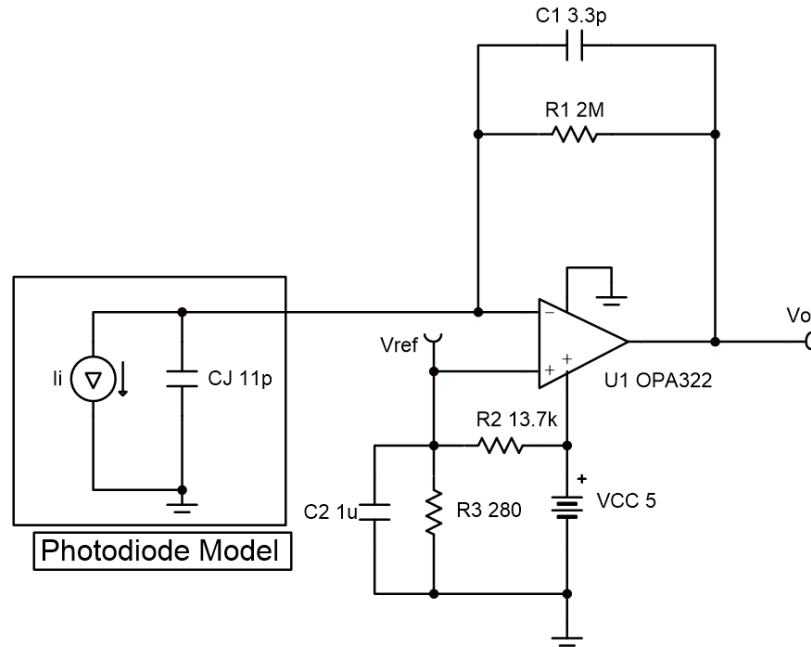 C1 3.3p
R1 2M
Vo
Vref
Ii
CJ 11p
U1 OPA322
R2 13.7k
C2 1u
R3 280
VCC 5
Photodiode Model